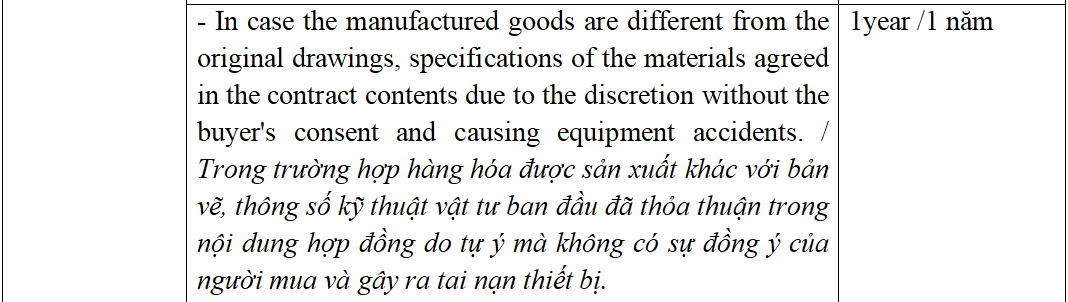 - In case the manufactured goods are different from the
original drawings, specifications of the materials agreed
in the contract contents due to the discretion without the
buyer's consent and causing equipment accidents. /
Trong trường hợp hàng hóa được sản xuất khác với bản
vẽ, thông số kỹ thuật vật tư ban đầu đã thỏa thuận trong
nội dung hợp đồng do tự ý mà không có sự đồng ý của
người mua và gây ra tai nạn thiết bị.
1year /1 năm